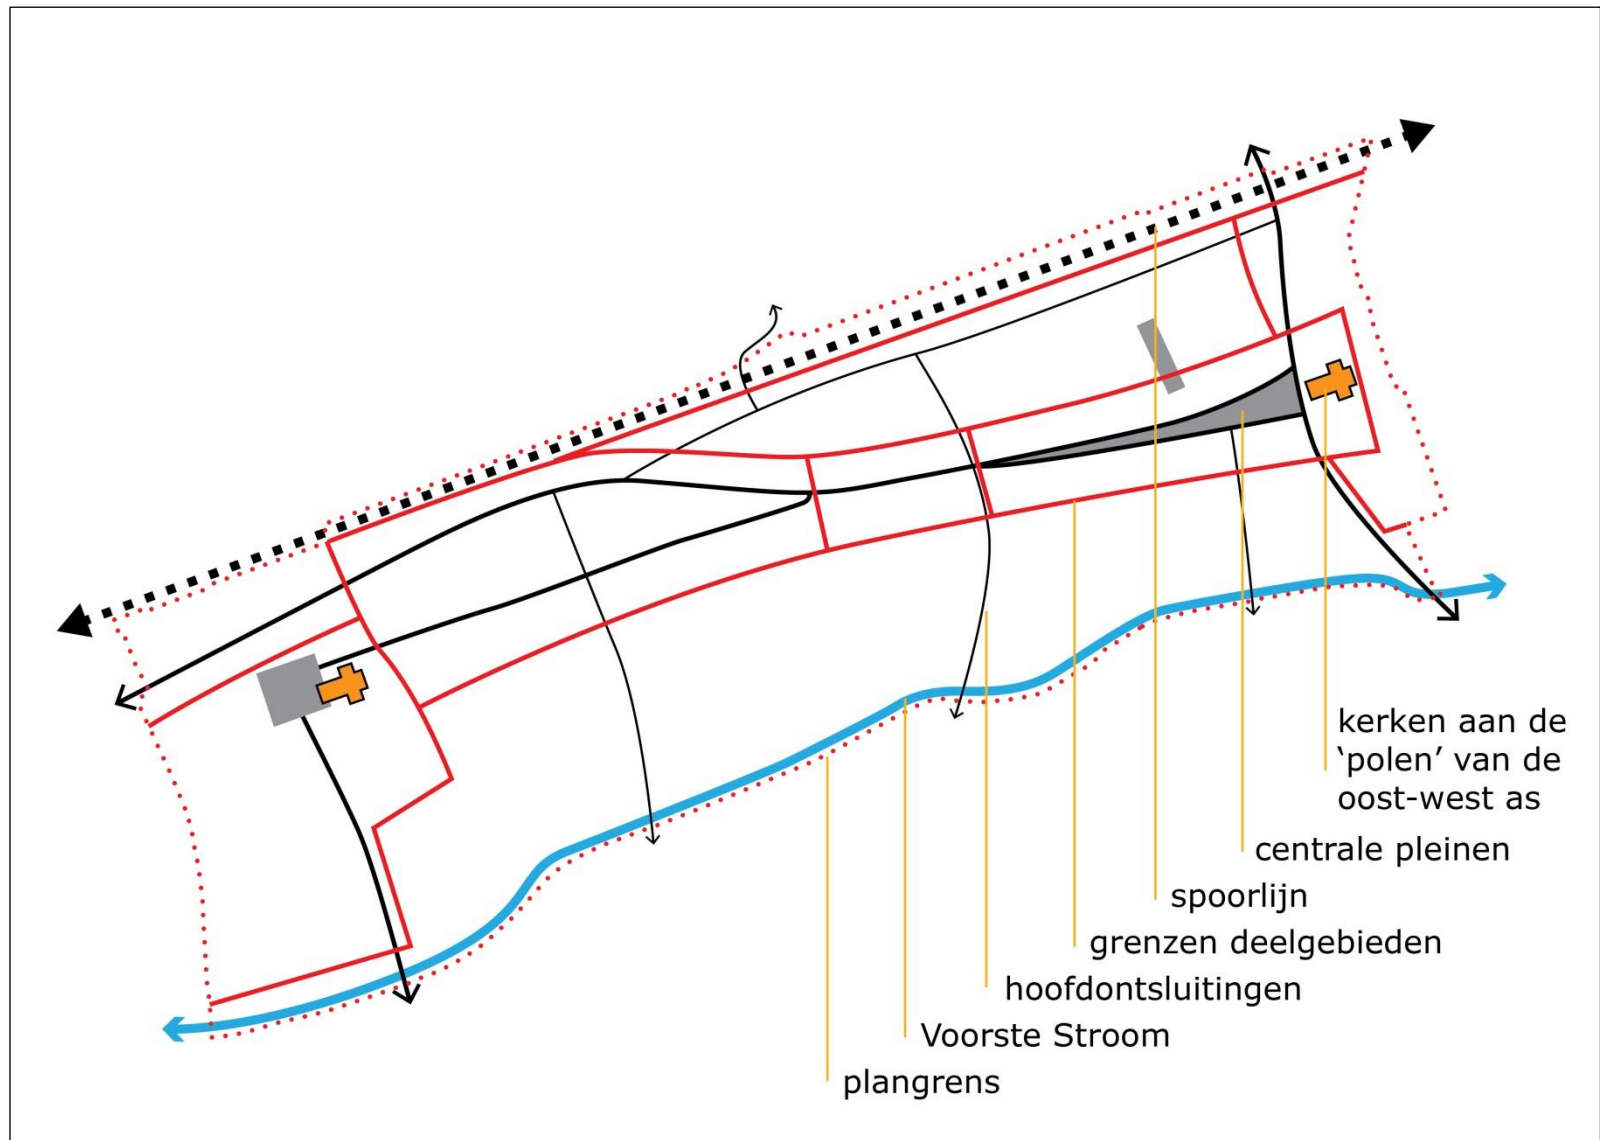 kerken aan de
‘polen’ van de
oost-west as
centrale pleinen
spoorlijn
grenzen deelgebieden
hoofdontsluitingen
Voorste Stroom
plangrens